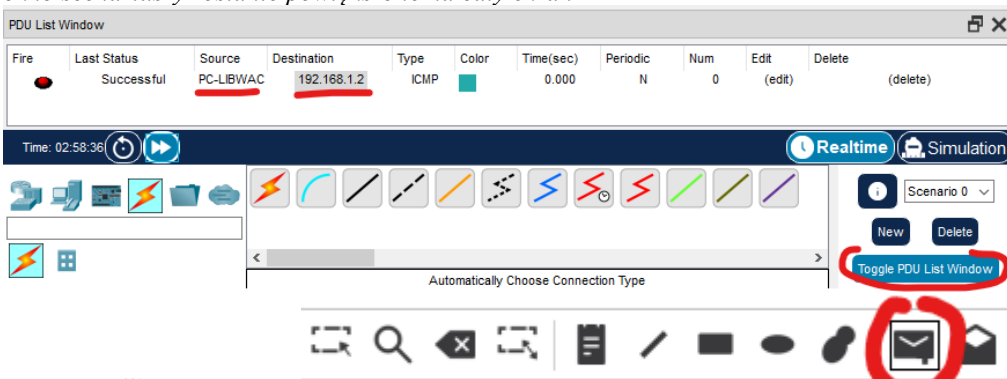 PDU List Window
Fire Last Status Source Destination Type Color Time(sec) Periodic Num Edit Delete
Successful PC-LIBWAC 192.168.1.2 ICMP 0.000 N 0 (edit) (delete)
Time: 02:58:36 Realtime Simulation
Scenario 0
New Delete
Toggle PDU List Window
Automatically Choose Connection Type